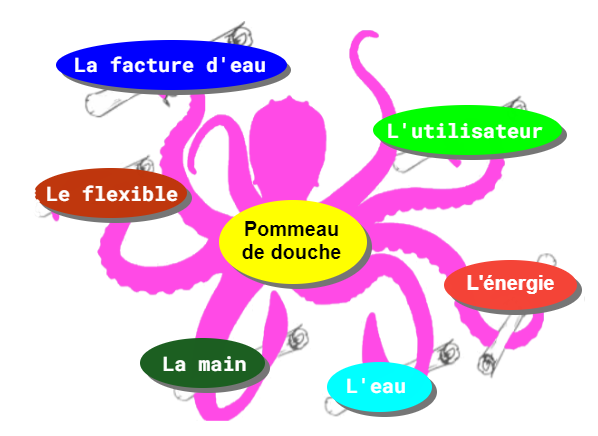 La facture d'eau
L'utilisateur
Le flexible
Pommeau
de douche
L'énergie
La main
L'eau